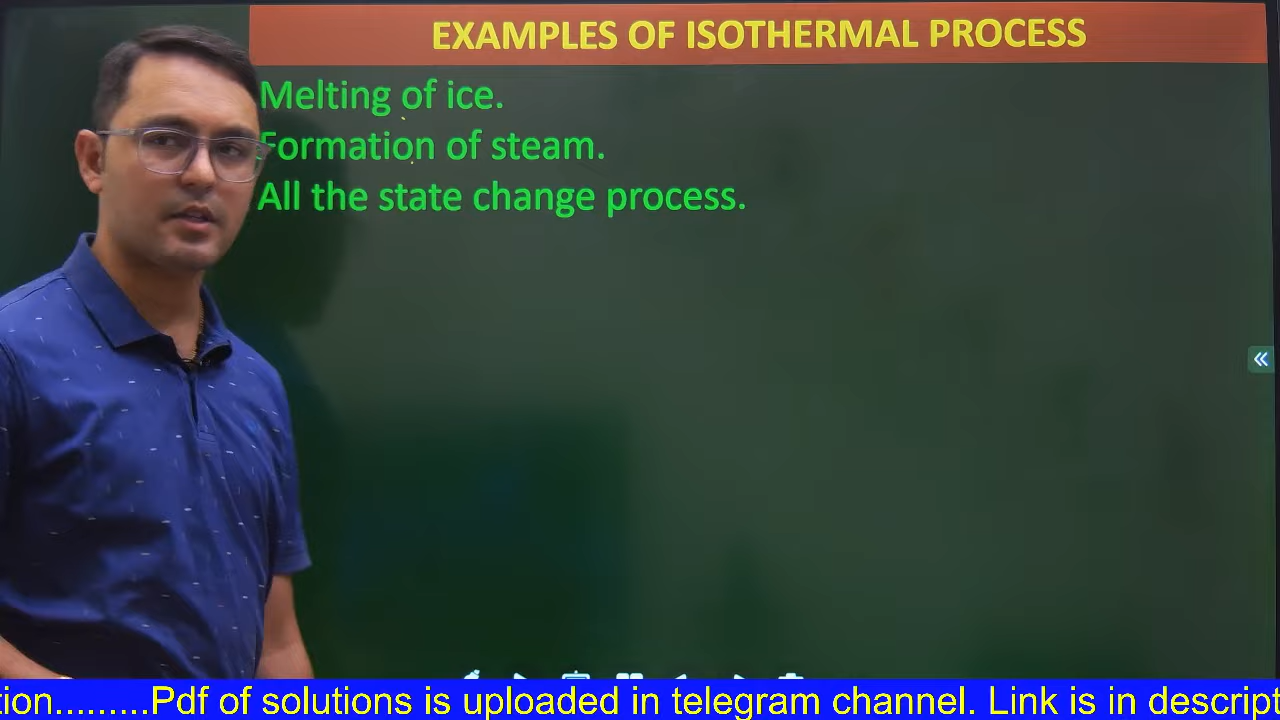 EXAMPLES OF ISOTHERMAL PROCESS
Melting of ice.
Formation of steam.
All the state change process.
tion.........Pdf of solutions is uploaded in telegram channel. Link is in descript